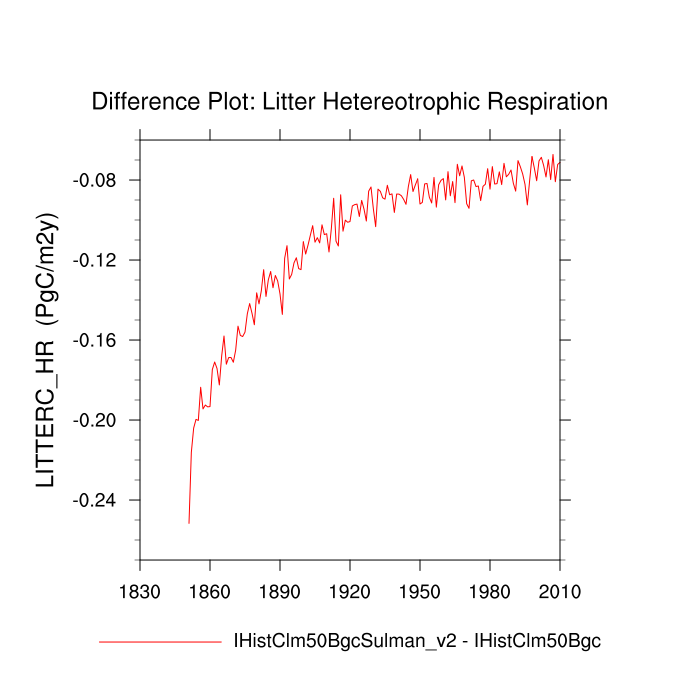 Difference Plot: Litter Hetereotrophic Respiration
LITTERC_HR (PgC/m2y)
-0.08
-0.12
-0.16
-0.20
-0.24
1830 1860 1890 1920 1950 1980 2010
IHistClm50BgcSulman_v2 - IHistClm50Bgc